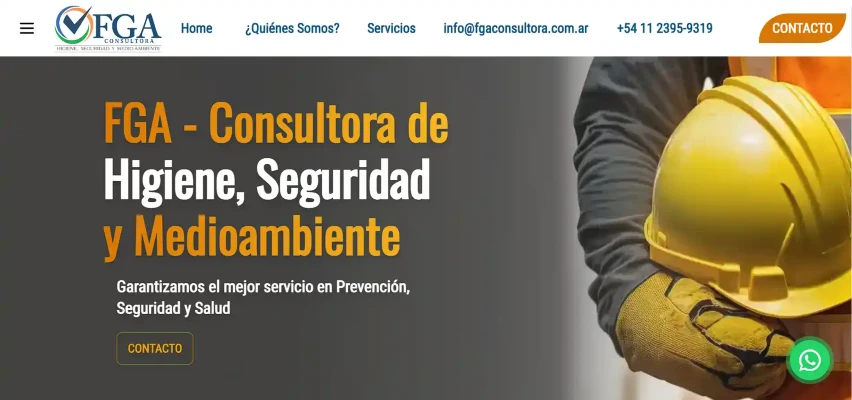 FGA
CONSULTORA
HIGIENE, SEGURIDAD Y MEDIOAMBIENTE
Home
¿Quiénes Somos?
Servicios
info@fgaconsultora.com.ar
+54 11 2395-9319
CONTACTO
FGA - Consultora de
Higiene, Seguridad
y Medioambiente
Garantizamos el mejor servicio en Prevención,
Seguridad y Salud
CONTACTO